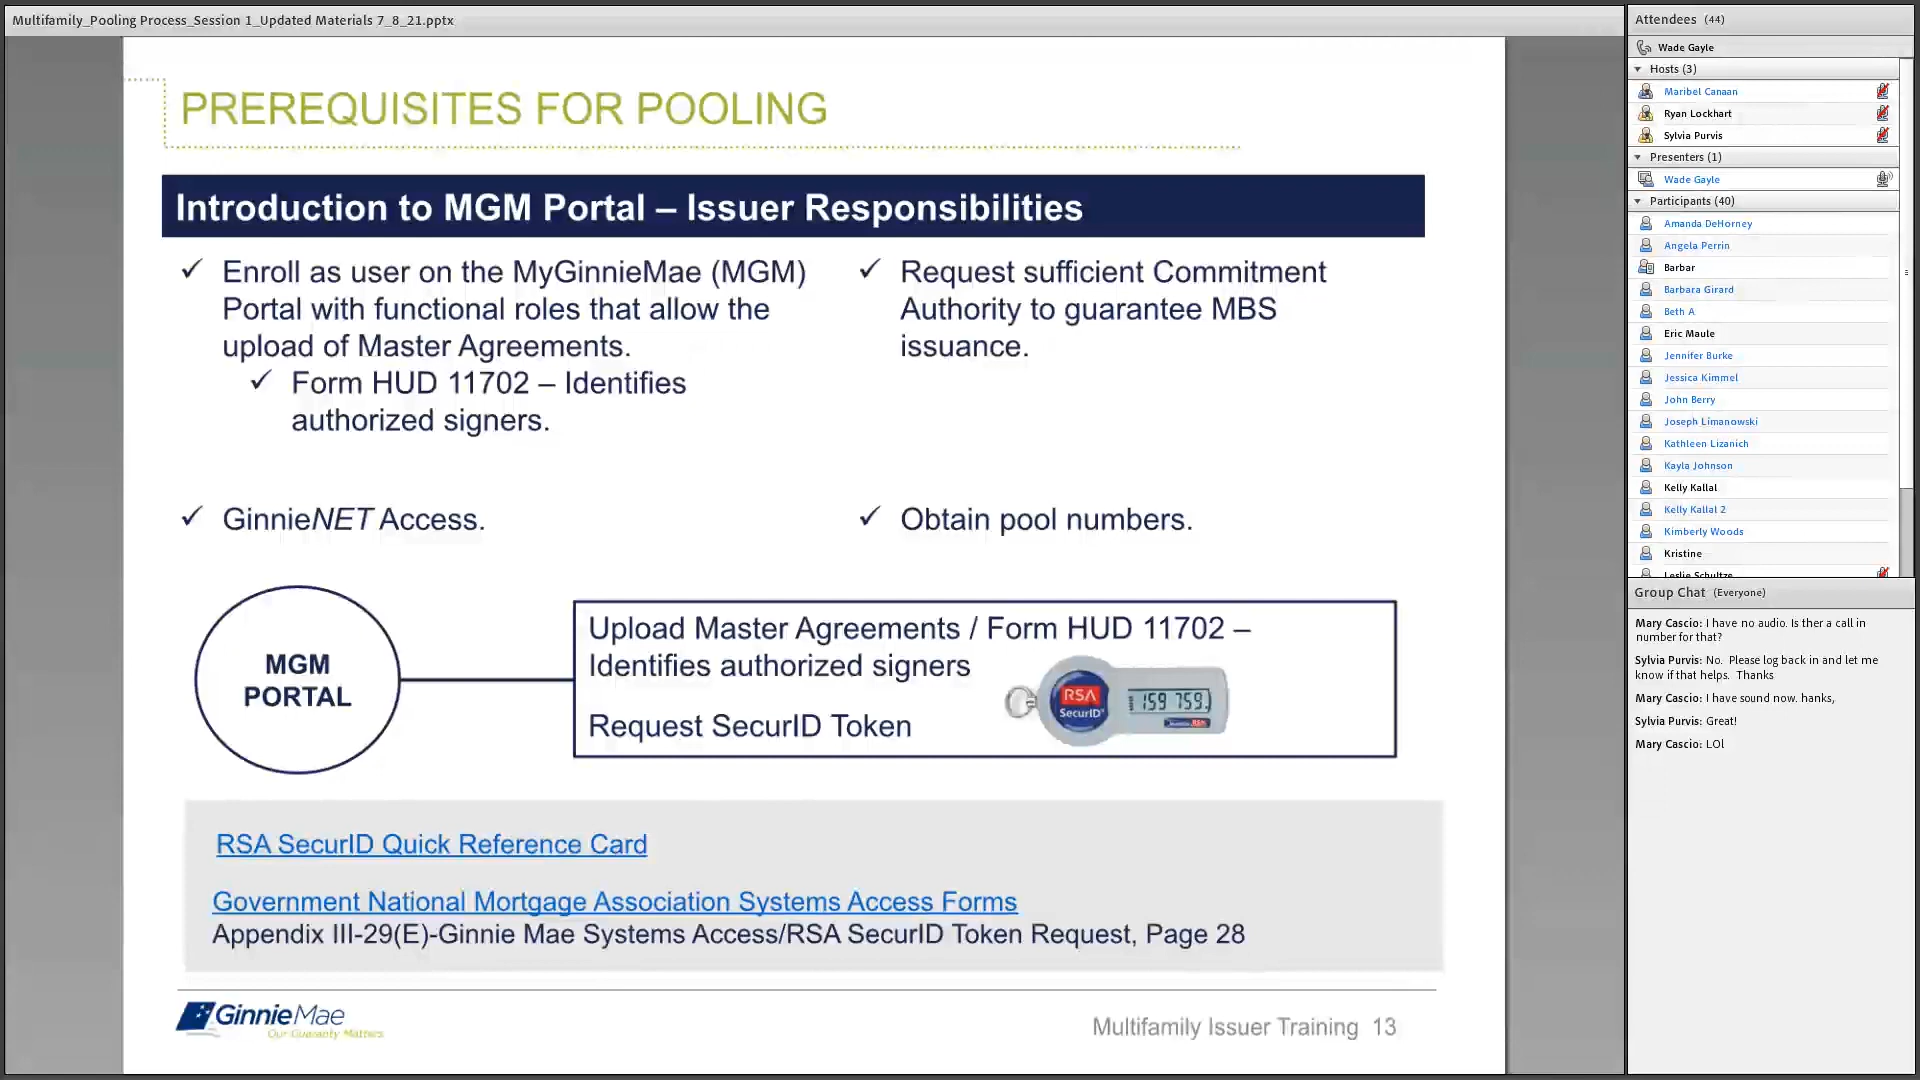 Multifamily_Pooling Process_Session 1_Updated Materials 7_8_21.pptx
PREREQUISITES FOR POOLING
Introduction to MGM Portal – Issuer Responsibilities
✓ Enroll as user on the MyGinnieMae (MGM)
Portal with functional roles that allow the
upload of Master Agreements.
✓ Form HUD 11702 – Identifies
authorized signers.
✓ Request sufficient Commitment
Authority to guarantee MBS
issuance.
✓ GinnieNET Access.
✓ Obtain pool numbers.
MGM
PORTAL
Upload Master Agreements / Form HUD 11702 –
Identifies authorized signers
Request SecurID Token
RSA
SecurID
159 759
RSA SecurID Quick Reference Card
Government National Mortgage Association Systems Access Forms
Appendix III-29(E)-Ginnie Mae Systems Access/RSA SecurID Token Request, Page 28
GinnieMae
Our Guaranty Matters
Multifamily Issuer Training 13
Attendees (44)
Wade Gayle
Hosts (3)
Maribel Canaan
Ryan Lockhart
Sylvia Purvis
Presenters (1)
Wade Gayle
Participants (40)
Amanda DeHorney
Angela Perrin
Barbar
Barbara Girard
Beth A
Eric Maule
Jennifer Burke
Jessica Kimmel
John Berry
Joseph Limanowski
Kathleen Lizanich
Kayla Johnson
Kelly Kallal
Kelly Kallal 2
Kimberly Woods
Kristine
Leslie Schultze
Group Chat (Everyone)
Mary Cascio: I have no audio. Is ther a call in
number for that?
Sylvia Purvis: No. Please log back in and let me
know if that helps. Thanks
Mary Cascio: I have sound now. hanks,
Sylvia Purvis: Great!
Mary Cascio: LOl